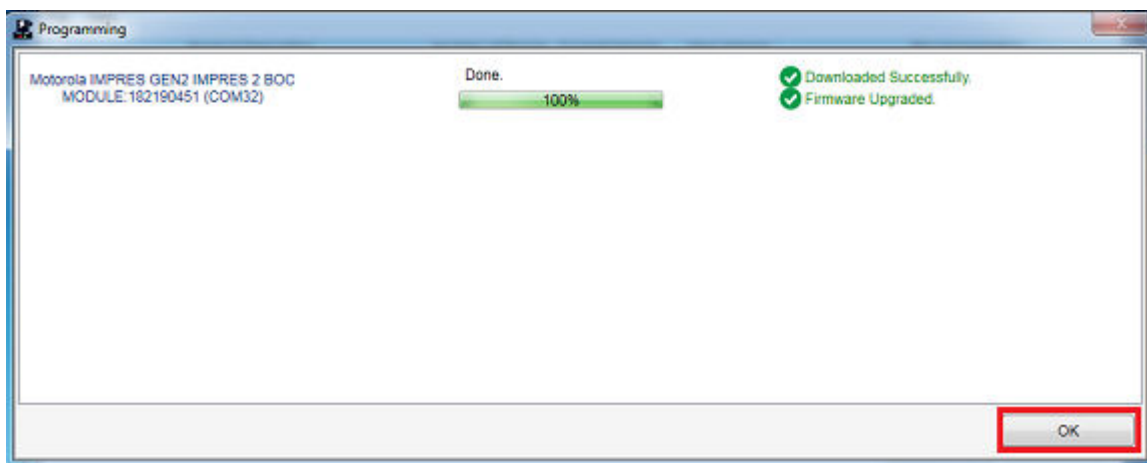 Programming
Motorola IMPRES GEN2 IMPRES 2 BOC
MODULE:182190451 (COM32)
Done.
100%
Downloaded Successfully.
Firmware Upgraded.
OK